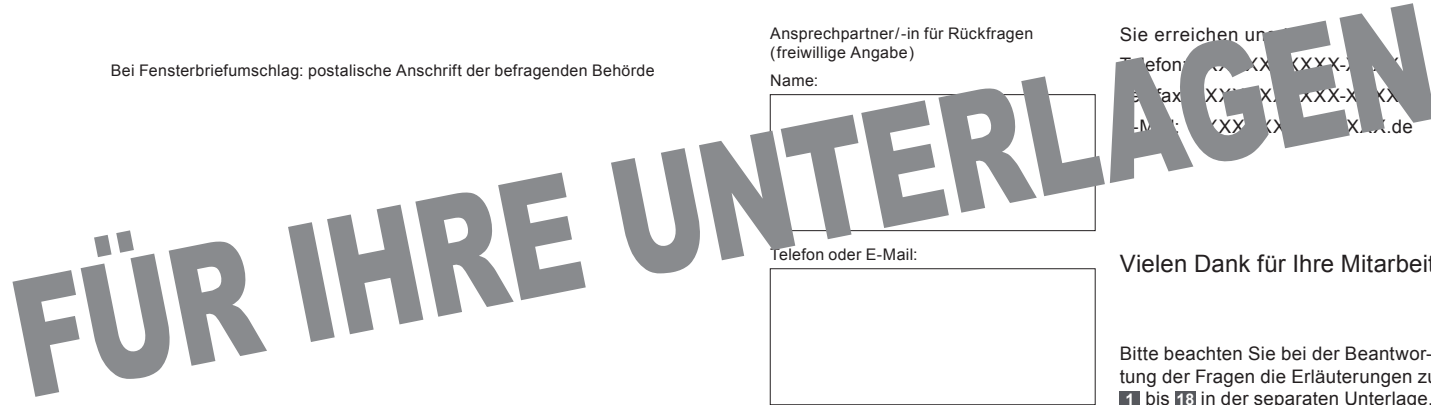 Bei Fensterbriefumschlag: postalische Anschrift der befragenden Behörde
Ansprechpartner/-in für Rückfragen
(freiwillige Angabe)
Name:
Telefon oder E-Mail:
Sie erreichen
.de
Vielen Dank für Ihre Mitarbeit
Bitte beachten Sie bei der Beantwor-
tung der Fragen die Erläuterungen zu
1 bis 18 in der separaten Unterlage.
FÜR IHRE UNTERLAGEN